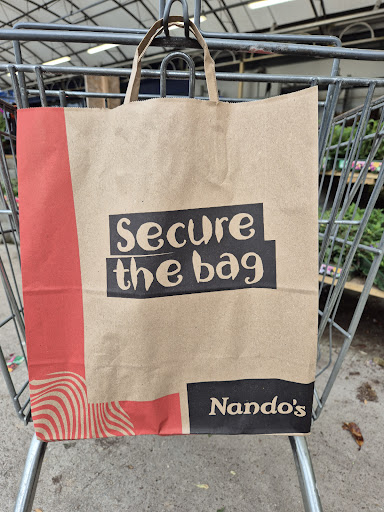 Secure
the bag
Nando's